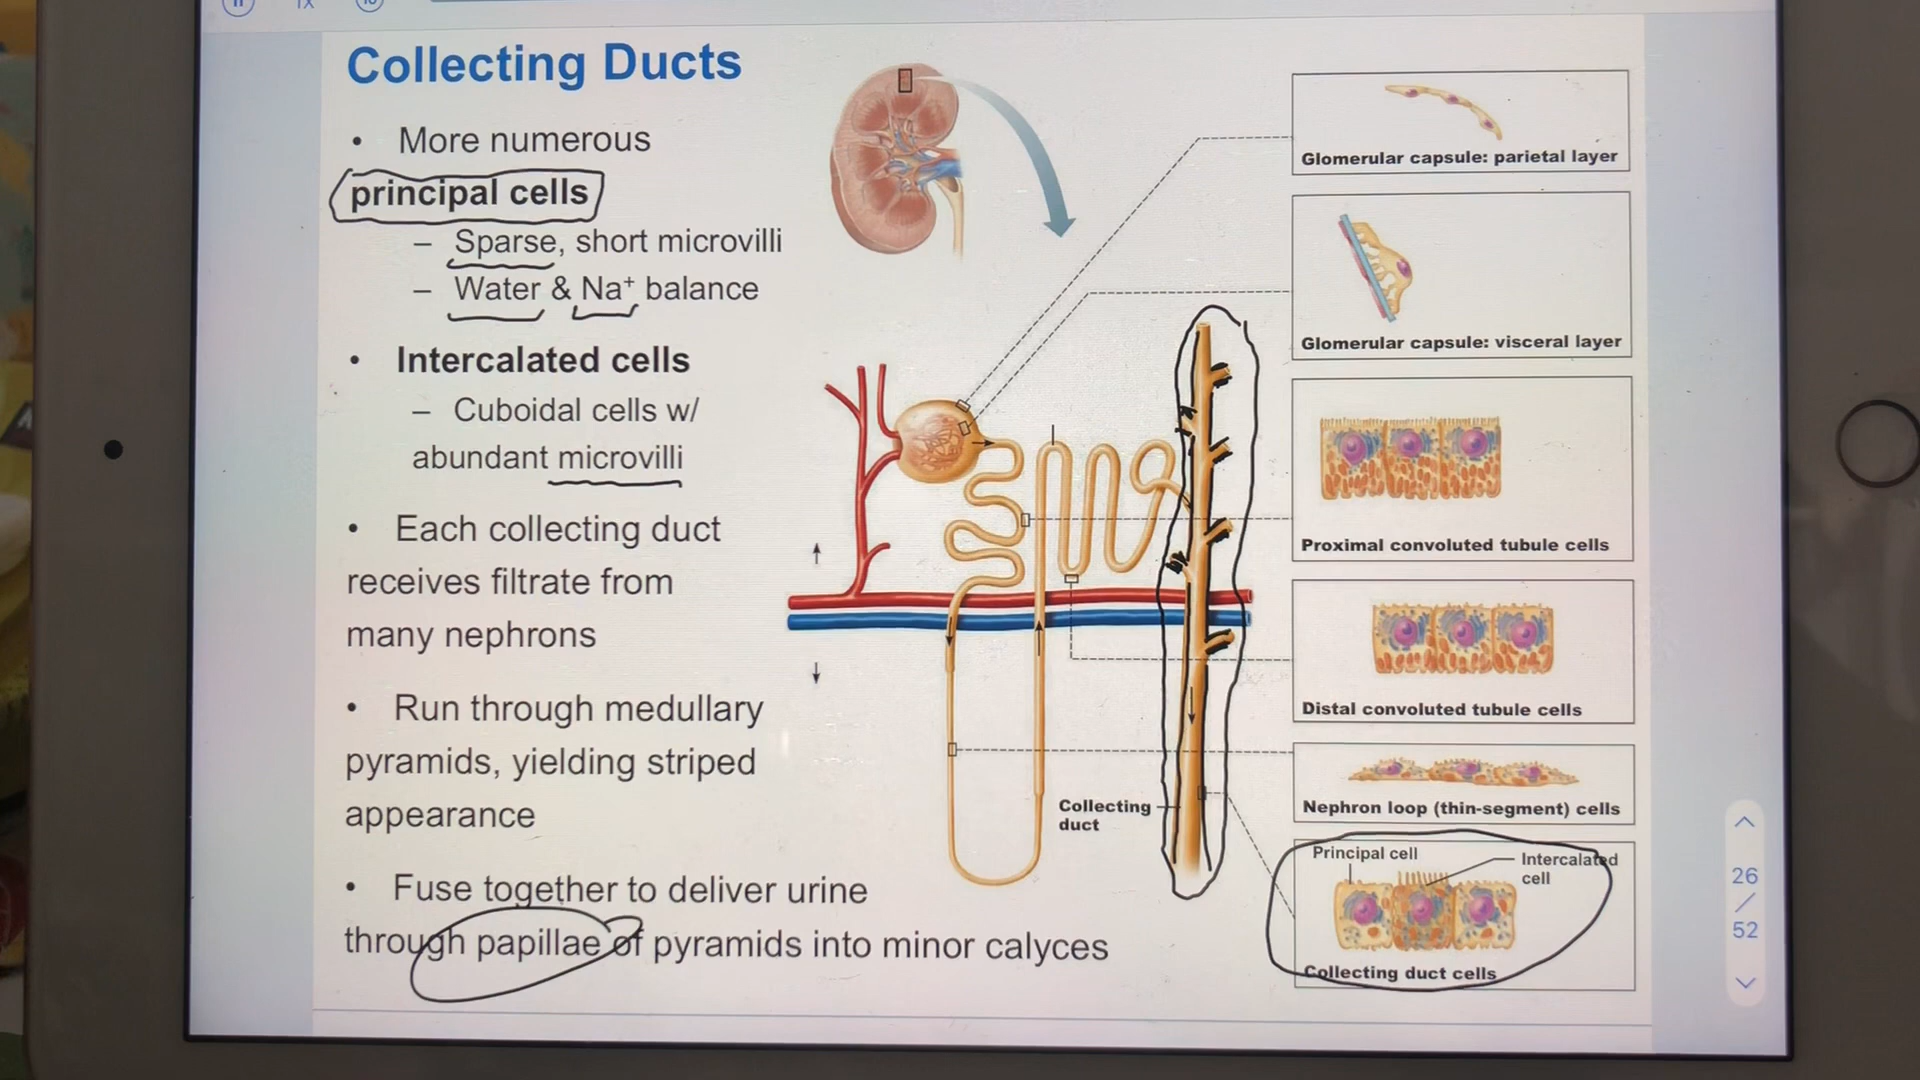 1x
10
Collecting Ducts
• More numerous
principal cells
– Sparse, short microvilli
– Water & Na⁺ balance
• Intercalated cells
– Cuboidal cells w/
abundant microvilli
• Each collecting duct
receives filtrate from
many nephrons
• Run through medullary
pyramids, yielding striped
appearance
• Fuse together to deliver urine
through papillae of pyramids into minor calyces
Collecting
duct
Glomerular capsule: parietal layer
Glomerular capsule: visceral layer
Proximal convoluted tubule cells
Distal convoluted tubule cells
Nephron loop (thin-segment) cells
Principal cell
Intercalated
cell
Collecting duct cells
26
/
52